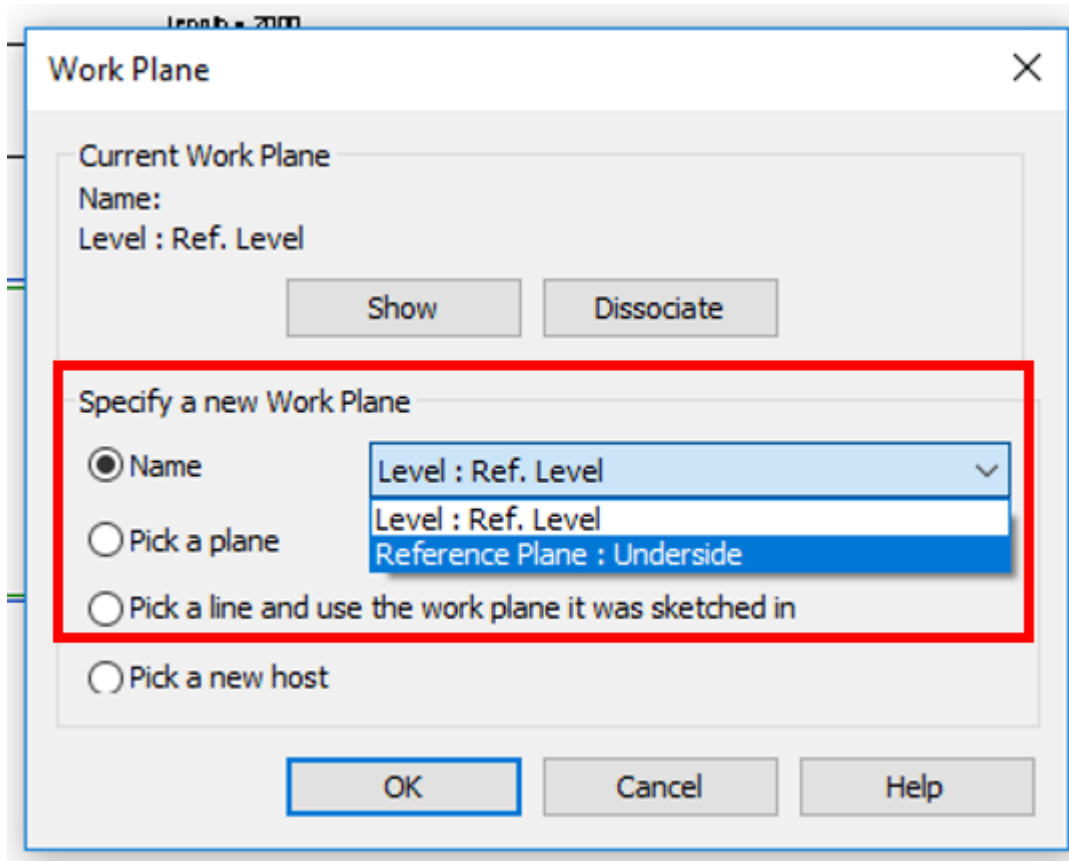 Length = 2000
Work Plane
Current Work Plane
Name:
Level : Ref. Level
Show
Dissociate
Specify a new Work Plane
Name
Level : Ref. Level
Level : Ref. Level
Pick a plane
Reference Plane : Underside
Pick a line and use the work plane it was sketched in
Pick a new host
OK
Cancel
Help